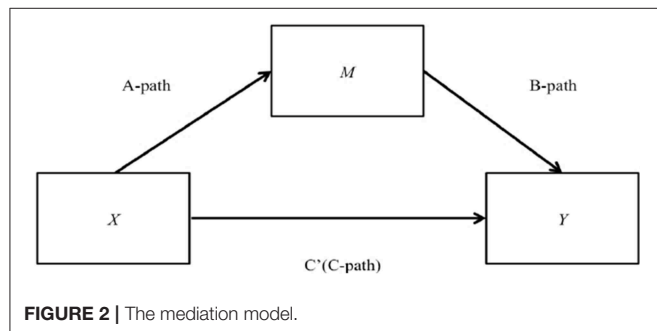 M
A-path
B-path
X
Y
C'(C-path)
FIGURE 2 | The mediation model.